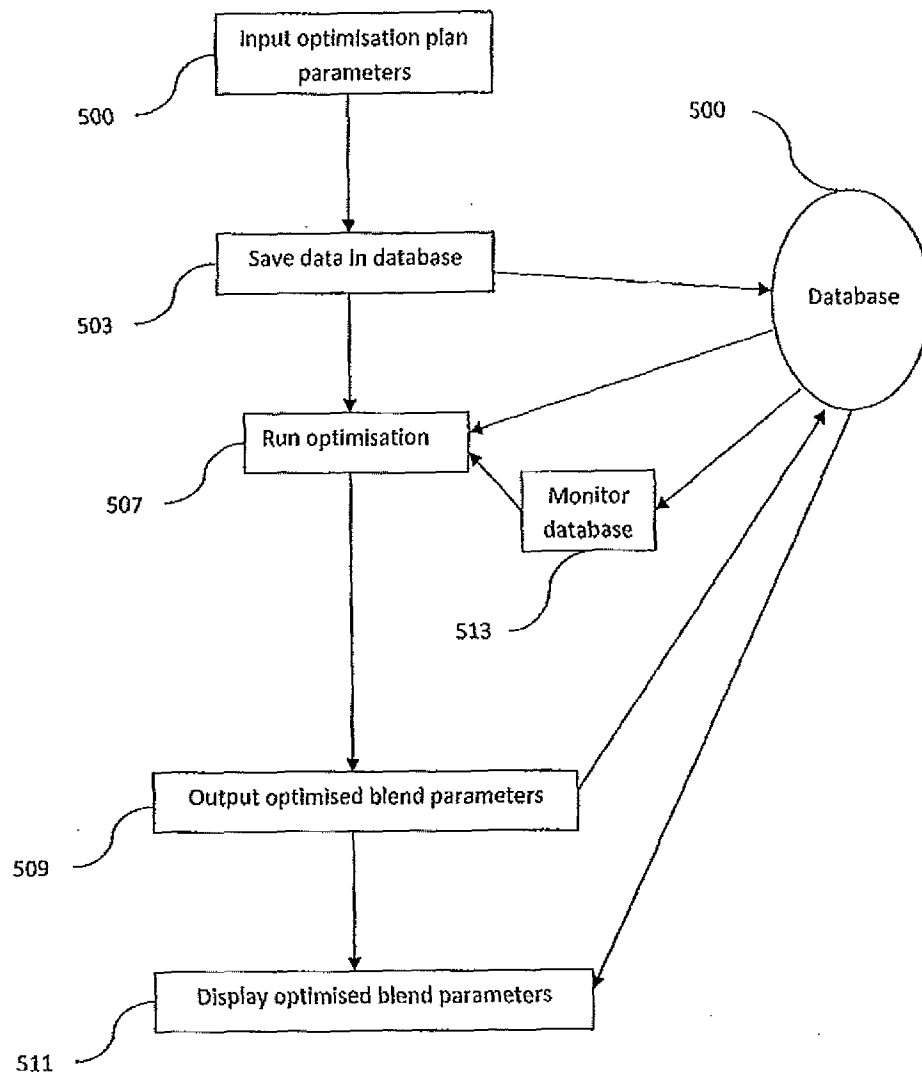 Input optimisation plan
parameters
500
500
Save data In database
503
Database
Run optimisation
507
Monitor
database
513
Output optimised blend parameters
509
Display optimised blend parameters
511